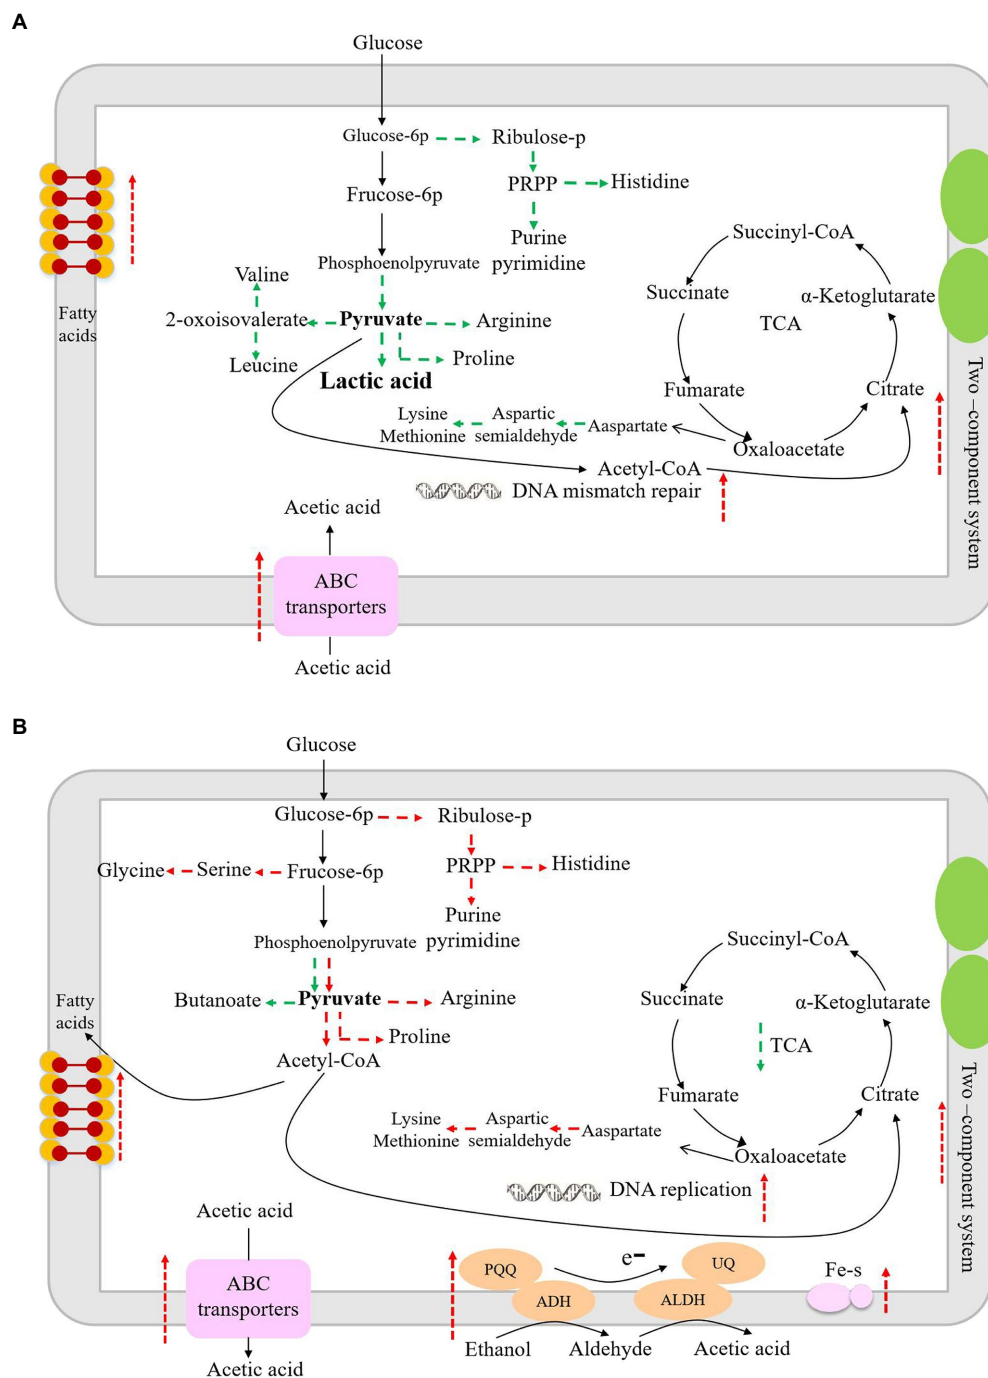 A
Glucose
Glucose-6p
Ribulose-p
Frucose-6p
PRPP
Histidine
Purine
pyrimidine
Phosphoenolpyruvate
Valine
2-oxoisovalerate
Pyruvate
Arginine
Leucine
Proline
Lactic acid
Fatty
acids
Succinyl-CoA
Succinate
α-Ketoglutarate
TCA
Fumarate
Citrate
Oxaloacetate
Lysine
Methionine
Aspartic
semialdehyde
Aaspartate
Acetyl-CoA
DNA mismatch repair
Two –component system
Acetic acid
ABC
transporters
Acetic acid
B
Glucose
Glucose-6p
Ribulose-p
Glycine
Serine
Frucose-6p
PRPP
Histidine
Purine
pyrimidine
Phosphoenolpyruvate
Butanoate
Pyruvate
Arginine
Proline
Acetyl-CoA
Fatty
acids
Succinyl-CoA
Succinate
α-Ketoglutarate
TCA
Fumarate
Citrate
Oxaloacetate
Lysine
Methionine
Aspartic
semialdehyde
Aaspartate
DNA replication
Two –component system
Acetic acid
ABC
transporters
Acetic acid
PQQ
e–
UQ
ADH
ALDH
Fe-s
Ethanol
Aldehyde
Acetic acid